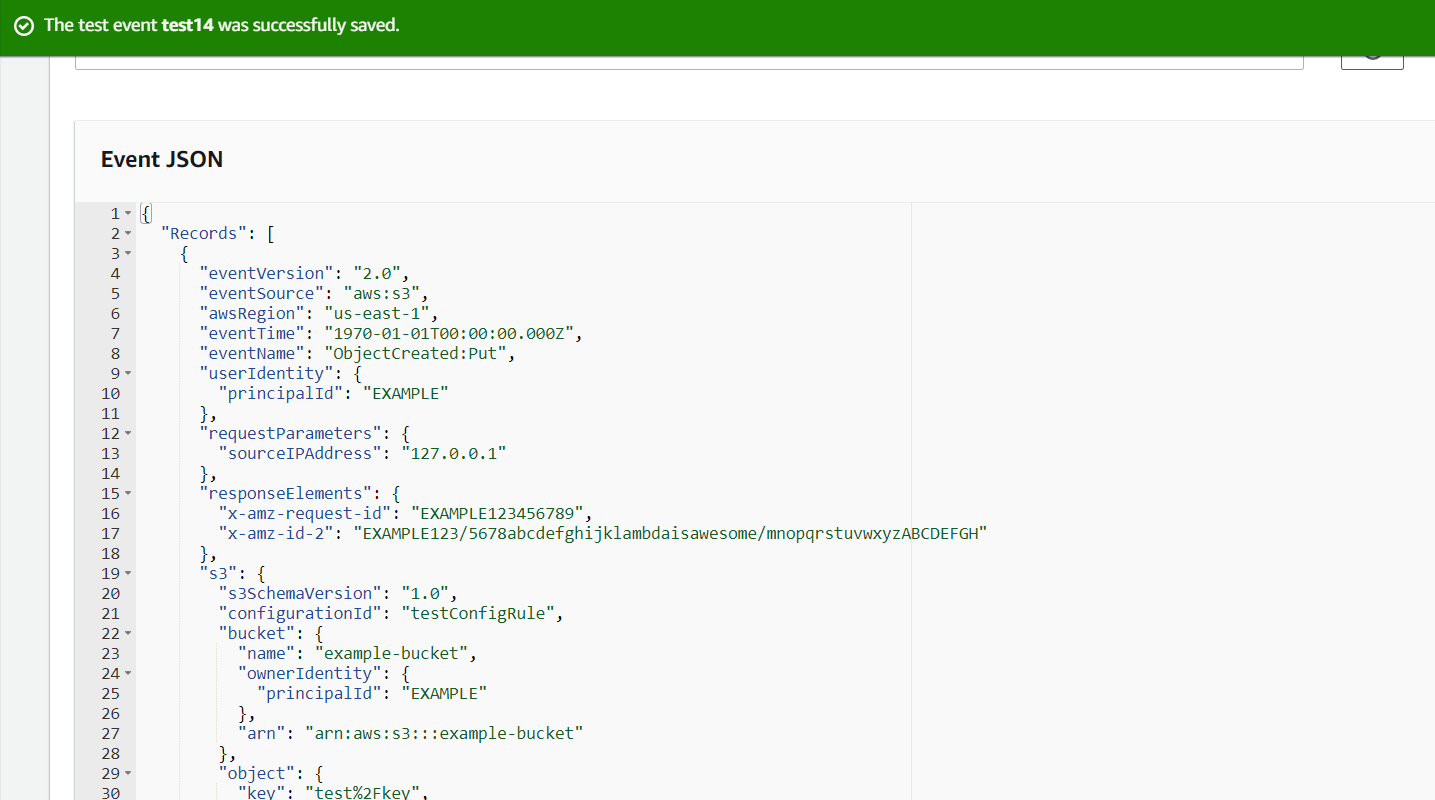 The test event test14 was successfully saved.
Event JSON
1 {
2 "Records": [
3 {
4 "eventVersion": "2.0",
5 "eventSource": "aws:s3",
6 "awsRegion": "us-east-1",
7 "eventTime": "1970-01-01T00:00:00.000Z",
8 "eventName": "ObjectCreated:Put",
9 "userIdentity": {
10 "principalId": "EXAMPLE"
11 },
12 "requestParameters": {
13 "sourceIPAddress": "127.0.0.1"
14 },
15 "responseElements": {
16 "x-amz-request-id": "EXAMPLE123456789",
17 "x-amz-id-2": "EXAMPLE123/5678abcdefghijklambdaisawesome/mnopqrstuvwxyzABCDEFGH"
18 },
19 "s3": {
20 "s3SchemaVersion": "1.0",
21 "configurationId": "testConfigRule",
22 "bucket": {
23 "name": "example-bucket",
24 "ownerIdentity": {
25 "principalId": "EXAMPLE"
26 },
27 "arn": "arn:aws:s3:::example-bucket"
28 },
29 "object": {
30 "key": "test%2Fkey",